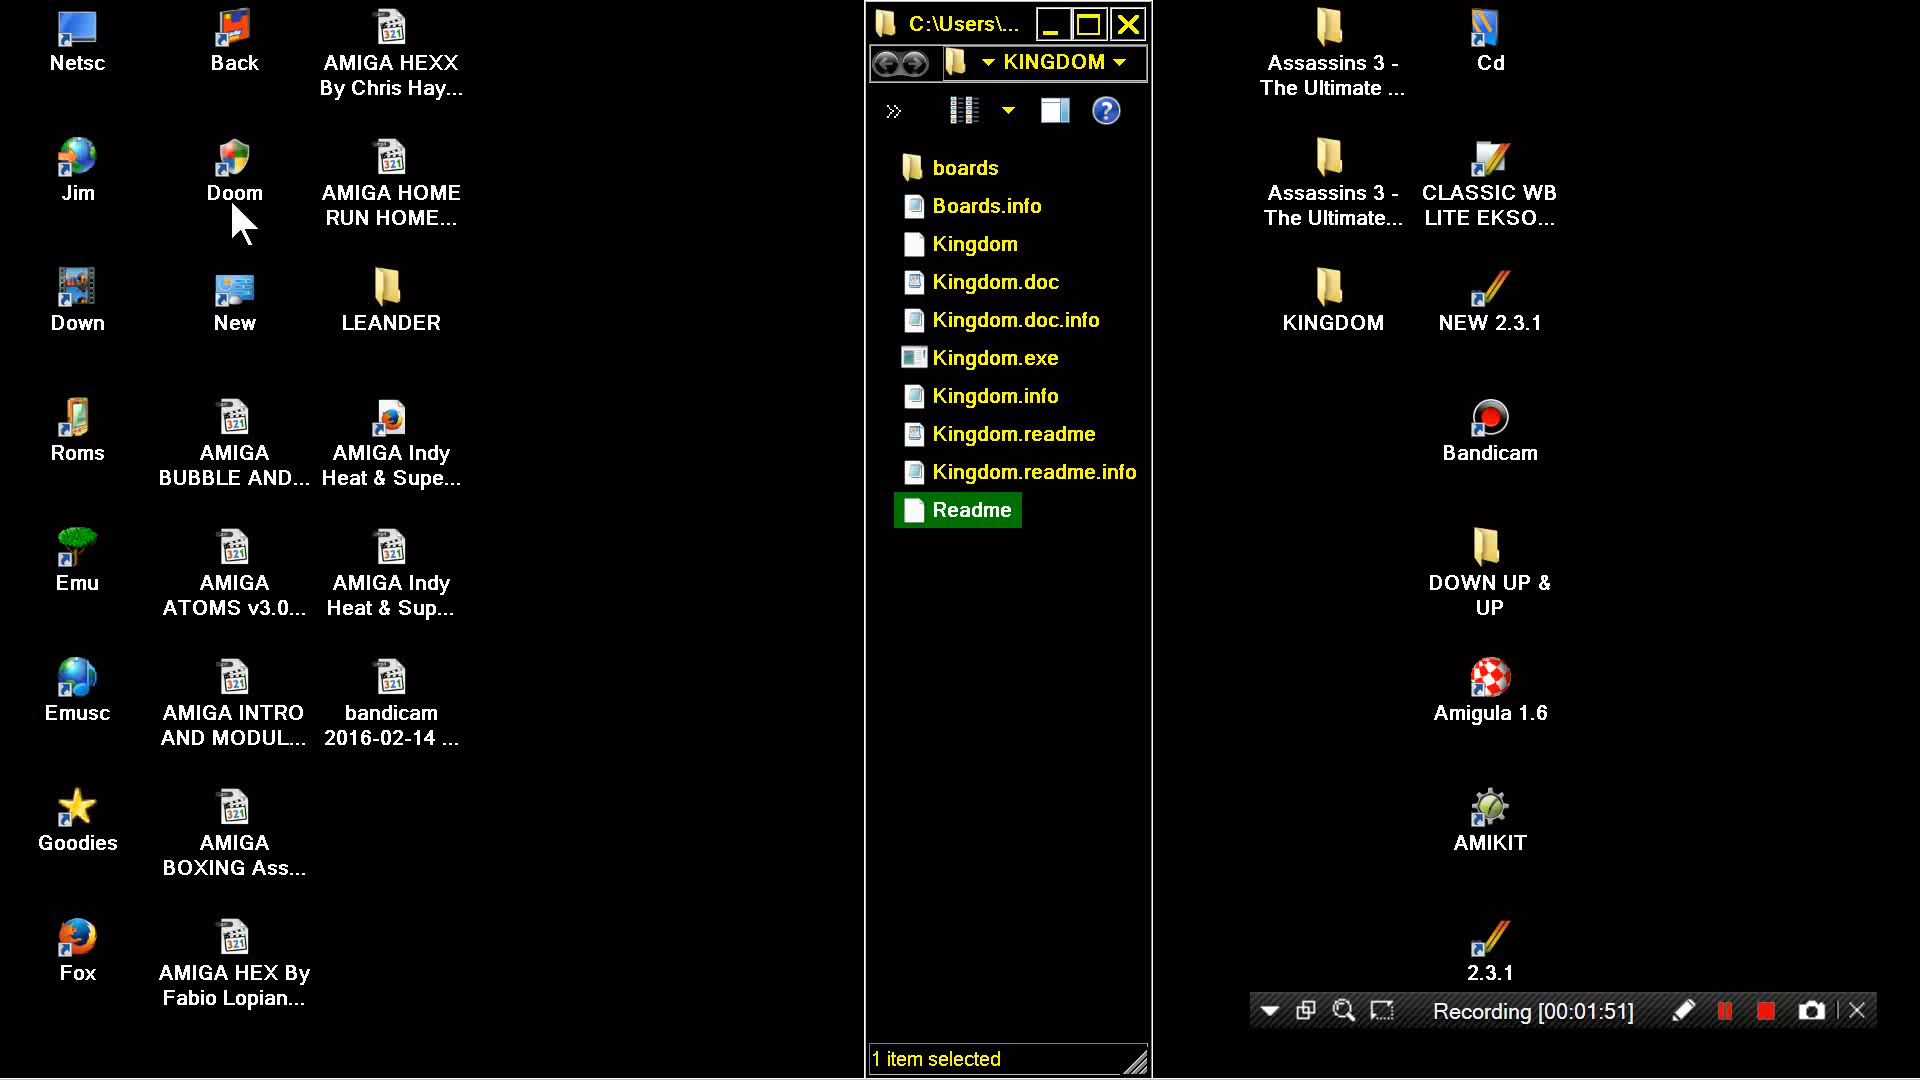 Netsc
Back
AMIGA HEXX
By Chris Hay...
Jim
Doom
AMIGA HOME
RUN HOME...
Down
New
LEANDER
Roms
AMIGA
BUBBLE AND...
AMIGA Indy
Heat & Supe...
Emu
AMIGA
ATOMS v3.0...
AMIGA Indy
Heat & Sup...
Emusc
AMIGA INTRO
AND MODUL...
bandicam
2016-02-14 ...
Goodies
AMIGA
BOXING Ass...
Fox
AMIGA HEX By
Fabio Lopian...
C:\Users\...
KINGDOM
boards
Boards.info
Kingdom
Kingdom.doc
Kingdom.doc.info
Kingdom.exe
Kingdom.info
Kingdom.readme
Kingdom.readme.info
Readme
1 item selected
Assassins 3 -
The Ultimate ...
Cd
Assassins 3 -
The Ultimate...
CLASSIC WB
LITE EKSO...
KINGDOM
NEW 2.3.1
Bandicam
DOWN UP &
UP
Amigula 1.6
AMIKIT
2.3.1
Recording [00:01:51]